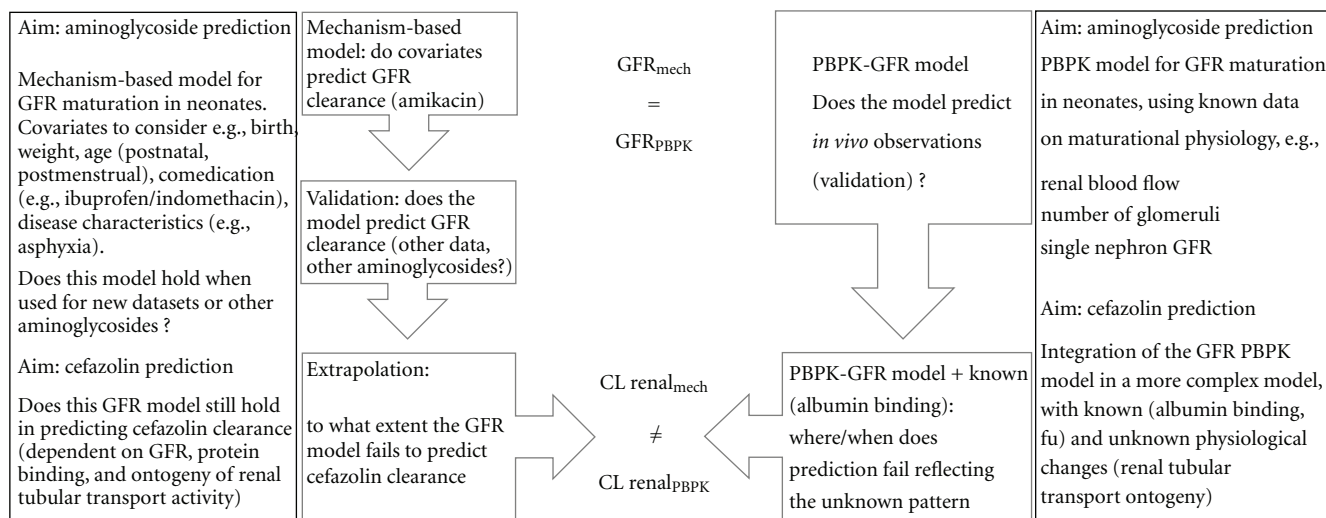 Aim: aminoglycoside prediction
Mechanism-based model for
GFR maturation in neonates.
Covariates to consider e.g., birth,
weight, age (postnatal,
postmenstrual), comedication
(e.g., ibuprofen/indomethacin),
disease characteristics (e.g.,
asphyxia).
Does this model hold when
used for new datasets or other
aminoglycosides ?
Aim: cefazolin prediction
Does this GFR model still hold
in predicting cefazolin clearance
(dependent on GFR, protein
binding, and ontogeny of renal
tubular transport activity)
Mechanism-based
model: do covariates
predict GFR
clearance (amikacin)
Validation: does the
model predict GFR
clearance (other data,
other aminoglycosides?)
Extrapolation:
to what extent the GFR
model fails to predict
cefazolin clearance
GFRmech
=
GFRPBPK
CL renalmech
≠
CL renalPBPK
PBPK-GFR model
Does the model predict
in vivo observations
(validation) ?
PBPK-GFR model + known
(albumin binding):
where/when does
prediction fail reflecting
the unknown pattern
Aim: aminoglycoside prediction
PBPK model for GFR maturation
in neonates, using known data
on maturational physiology, e.g.,
renal blood flow
number of glomeruli
single nephron GFR
Aim: cefazolin prediction
Integration of the GFR PBPK
model in a more complex model,
with known (albumin binding,
fu) and unknown physiological
changes (renal tubular
transport ontogeny)